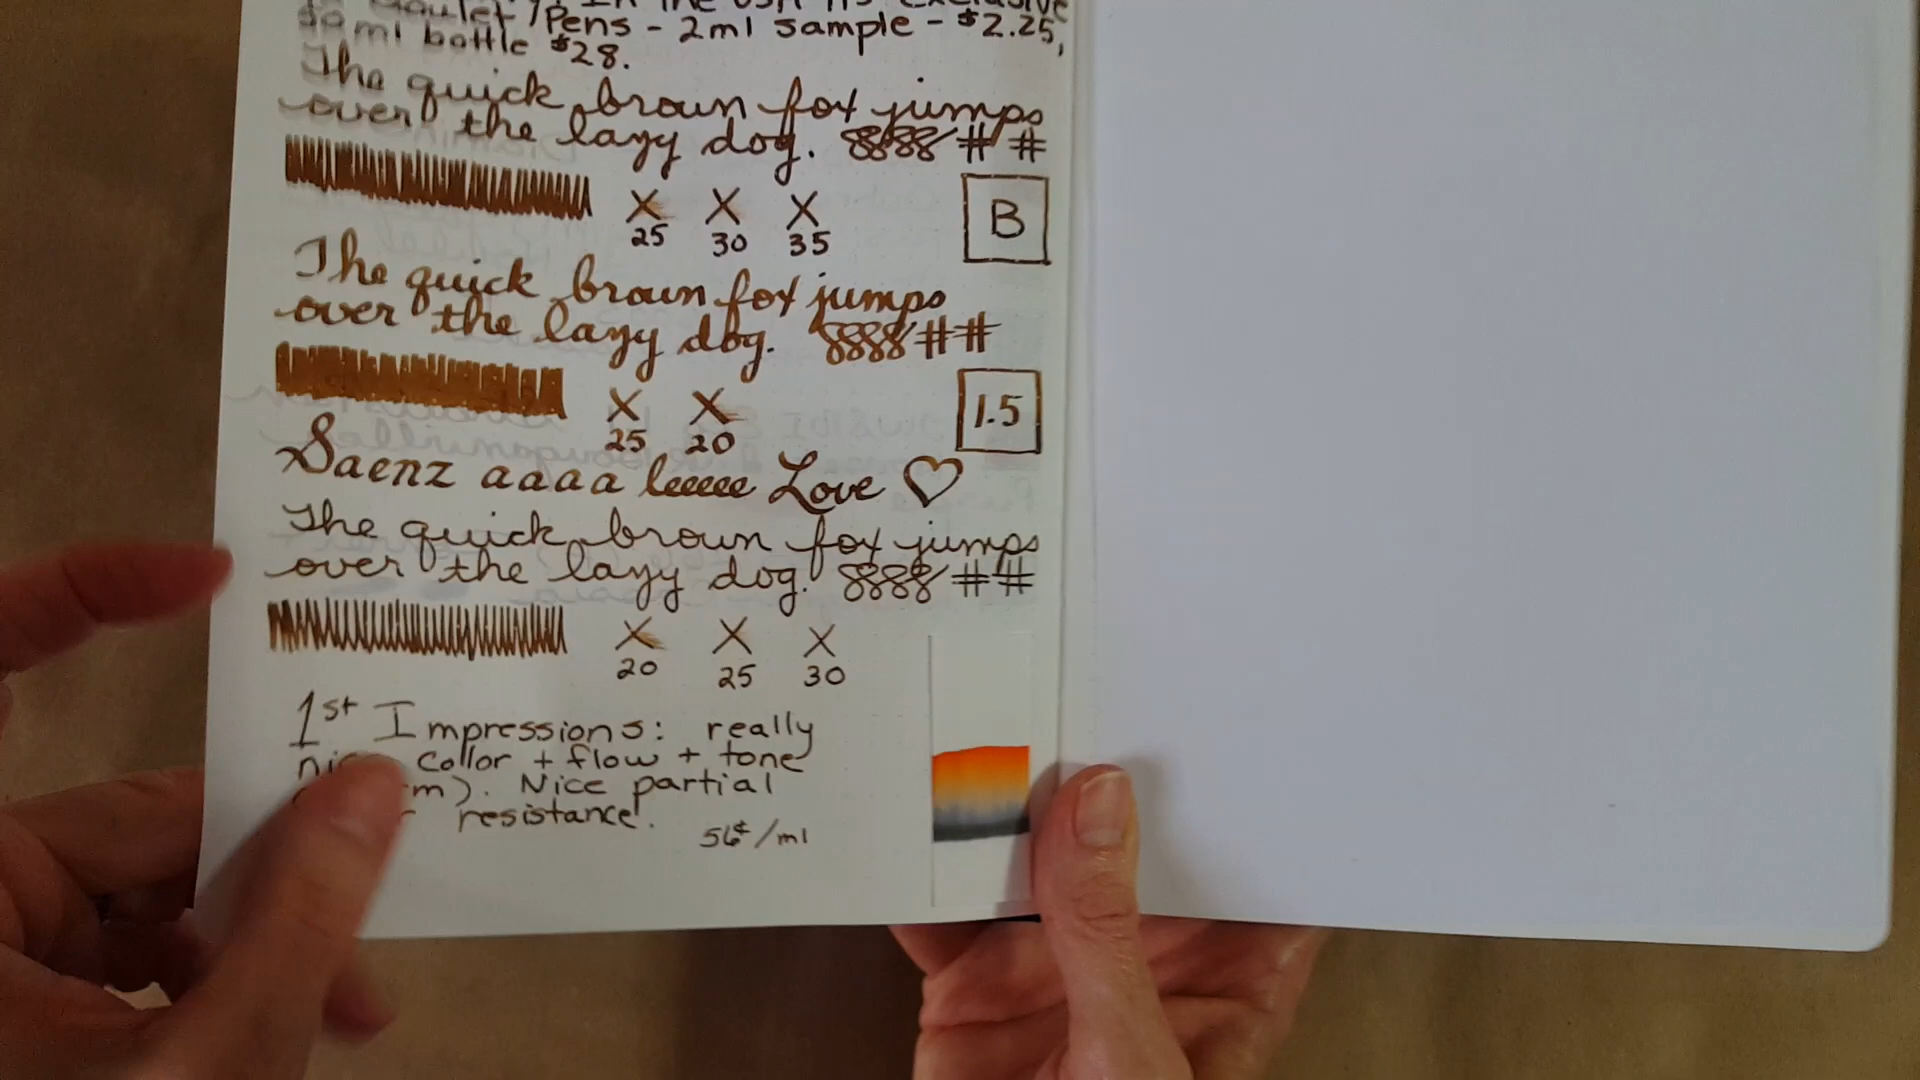 Pens - 2ml sample - $2.25,
ml bottle $28.
The quick brown fox jumps
over the lazy dog. 8888 # #
X X X
25 30 35
B
The quick brown fox jumps
over the lazy dog. 8888 ##
X X
25 20
1.5
Saenz aaaa leeeee Love ♡
The quick brown fox jumps
over the lazy dog. 8888 ##
X X X
20 25 30
1st Impressions: really
color + flow + tone
Nice partial
resistance.
56¢/ml